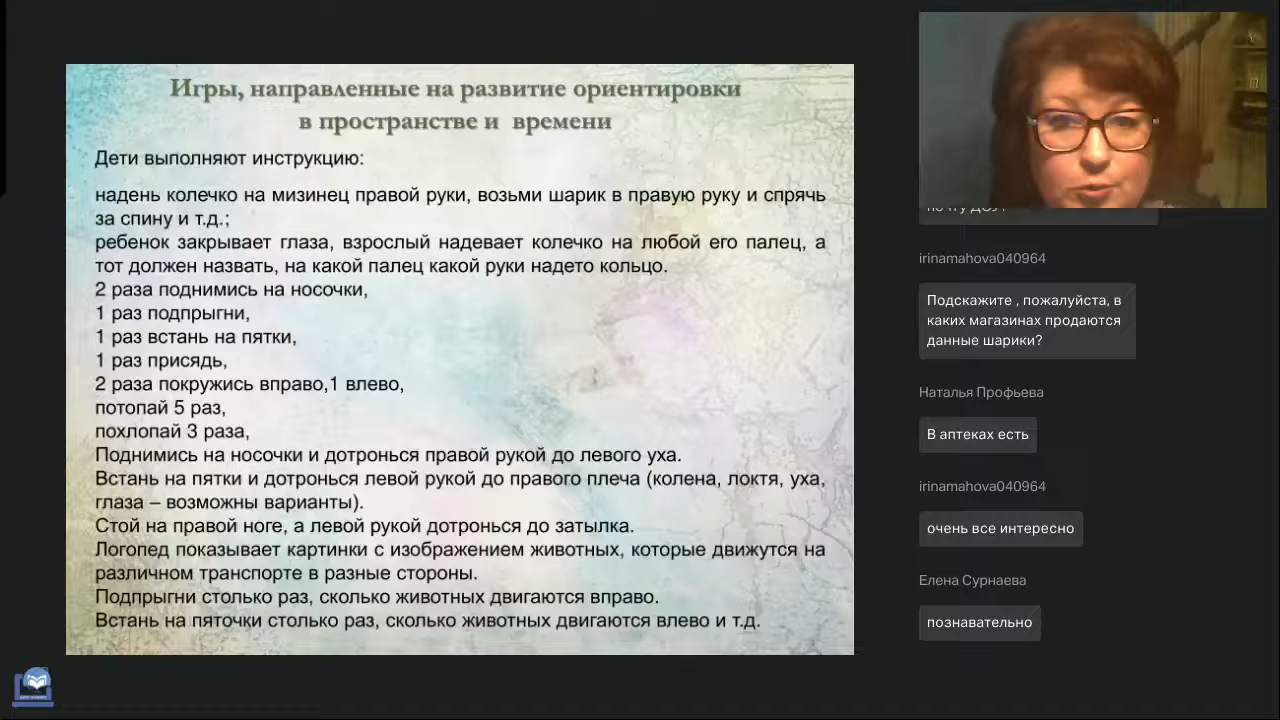 Игры, направленные на развитие ориентировки
в пространстве и времени
Дети выполняют инструкцию:
надень колечко на мизинец правой руки, возьми шарик в правую руку и спрячь
за спину и т.д.;
ребенок закрывает глаза, взрослый надевает колечко на любой его палец, а
тот должен назвать, на какой палец какой руки надето кольцо.
2 раза поднимись на носочки,
1 раз подпрыгни,
1 раз встань на пятки,
1 раз присядь,
2 раза покружись вправо,1 влево,
потопай 5 раз,
похлопай 3 раза,
Поднимись на носочки и дотронься правой рукой до левого уха.
Встань на пятки и дотронься левой рукой до правого плеча (колена, локтя, уха,
глаза – возможны варианты).
Стой на правой ноге, а левой рукой дотронься до затылка.
Логопед показывает картинки с изображением животных, которые движутся на
различном транспорте в разные стороны.
Подпрыгни столько раз, сколько животных двигаются вправо.
Встань на пяточки столько раз, сколько животных двигаются влево и т.д.
irinamahova040964
Подскажите , пожалуйста, в
каких магазинах продаются
данные шарики?
Наталья Профьева
В аптеках есть
irinamahova040964
очень все интересно
Елена Сурнаева
познавательно